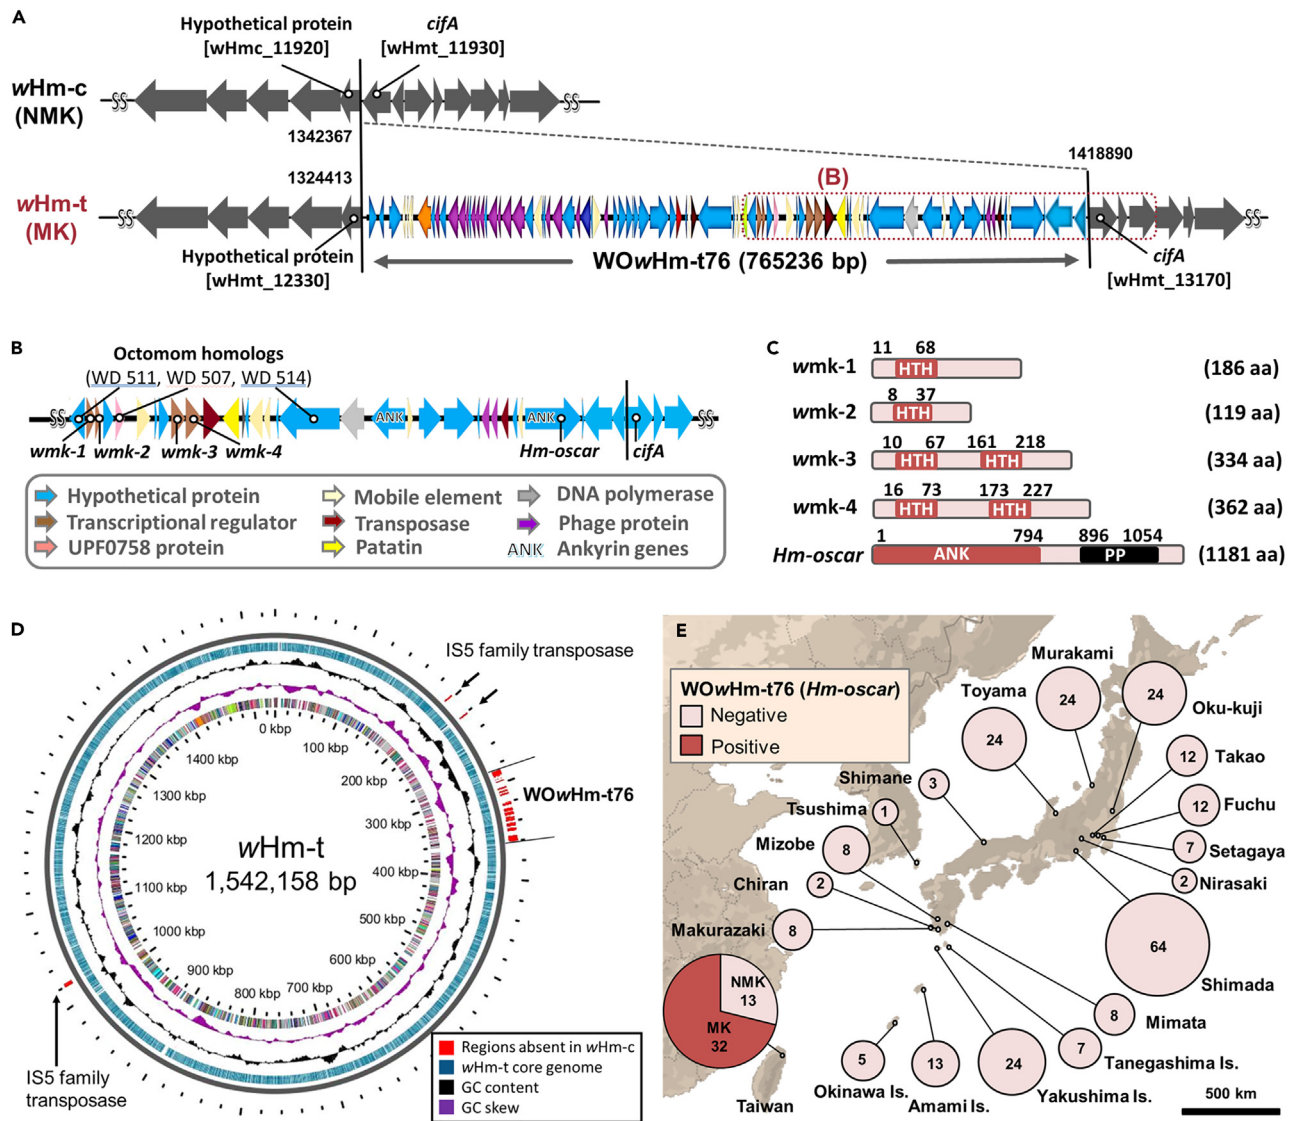 A
Hypothetical protein
[wHmc_11920]
cifA
[wHmt_11930]
wHm-c
(NMK)
1342367
1324413
1418890
(B)
wHm-t
(MK)
Hypothetical protein
[wHmt_12330]
WOwHm-t76 (765236 bp)
cifA
[wHmt_13170]
B
Octomom homologs
(WD 511, WD 507, WD 514)
ANK
ANK
wmk-1
wmk-2
wmk-3
wmk-4
Hm-oscar
cifA
Hypothetical protein
Mobile element
DNA polymerase
Transcriptional regulator
Transposase
Phage protein
UPF0758 protein
Patatin
ANK Ankyrin genes
C
wmk-1
11 68
HTH
(186 aa)
wmk-2
8 37
HTH
(119 aa)
wmk-3
10 67 161 218
HTH HTH
(334 aa)
wmk-4
16 73 173 227
HTH HTH
(362 aa)
Hm-oscar
1 794 896 1054
ANK PP
(1181 aa)
D
IS5 family transposase
WOwHm-t76
0 kbp
100 kbp
200 kbp
300 kbp
400 kbp
500 kbp
600 kbp
700 kbp
800 kbp
900 kbp
1000 kbp
1100 kbp
1200 kbp
1300 kbp
1400 kbp
wHm-t
1,542,158 bp
IS5 family
transposase
Regions absent in wHm-c
wHm-t core genome
GC content
GC skew
E
WOwHm-t76 (Hm-oscar)
Negative
Positive
Murakami
24
Toyama
24
24
Oku-kuji
Takao
12
Fuchu
12
Setagaya
7
Nirasaki
2
Shimada
64
Shimane
3
Tsushima
1
Mizobe
8
Chiran
2
Makurazaki
8
NMK
13
MK
32
Taiwan
5
Okinawa Is.
13
Amami Is.
24
Yakushima Is.
7
Tanegashima Is.
8
Mimata
500 km